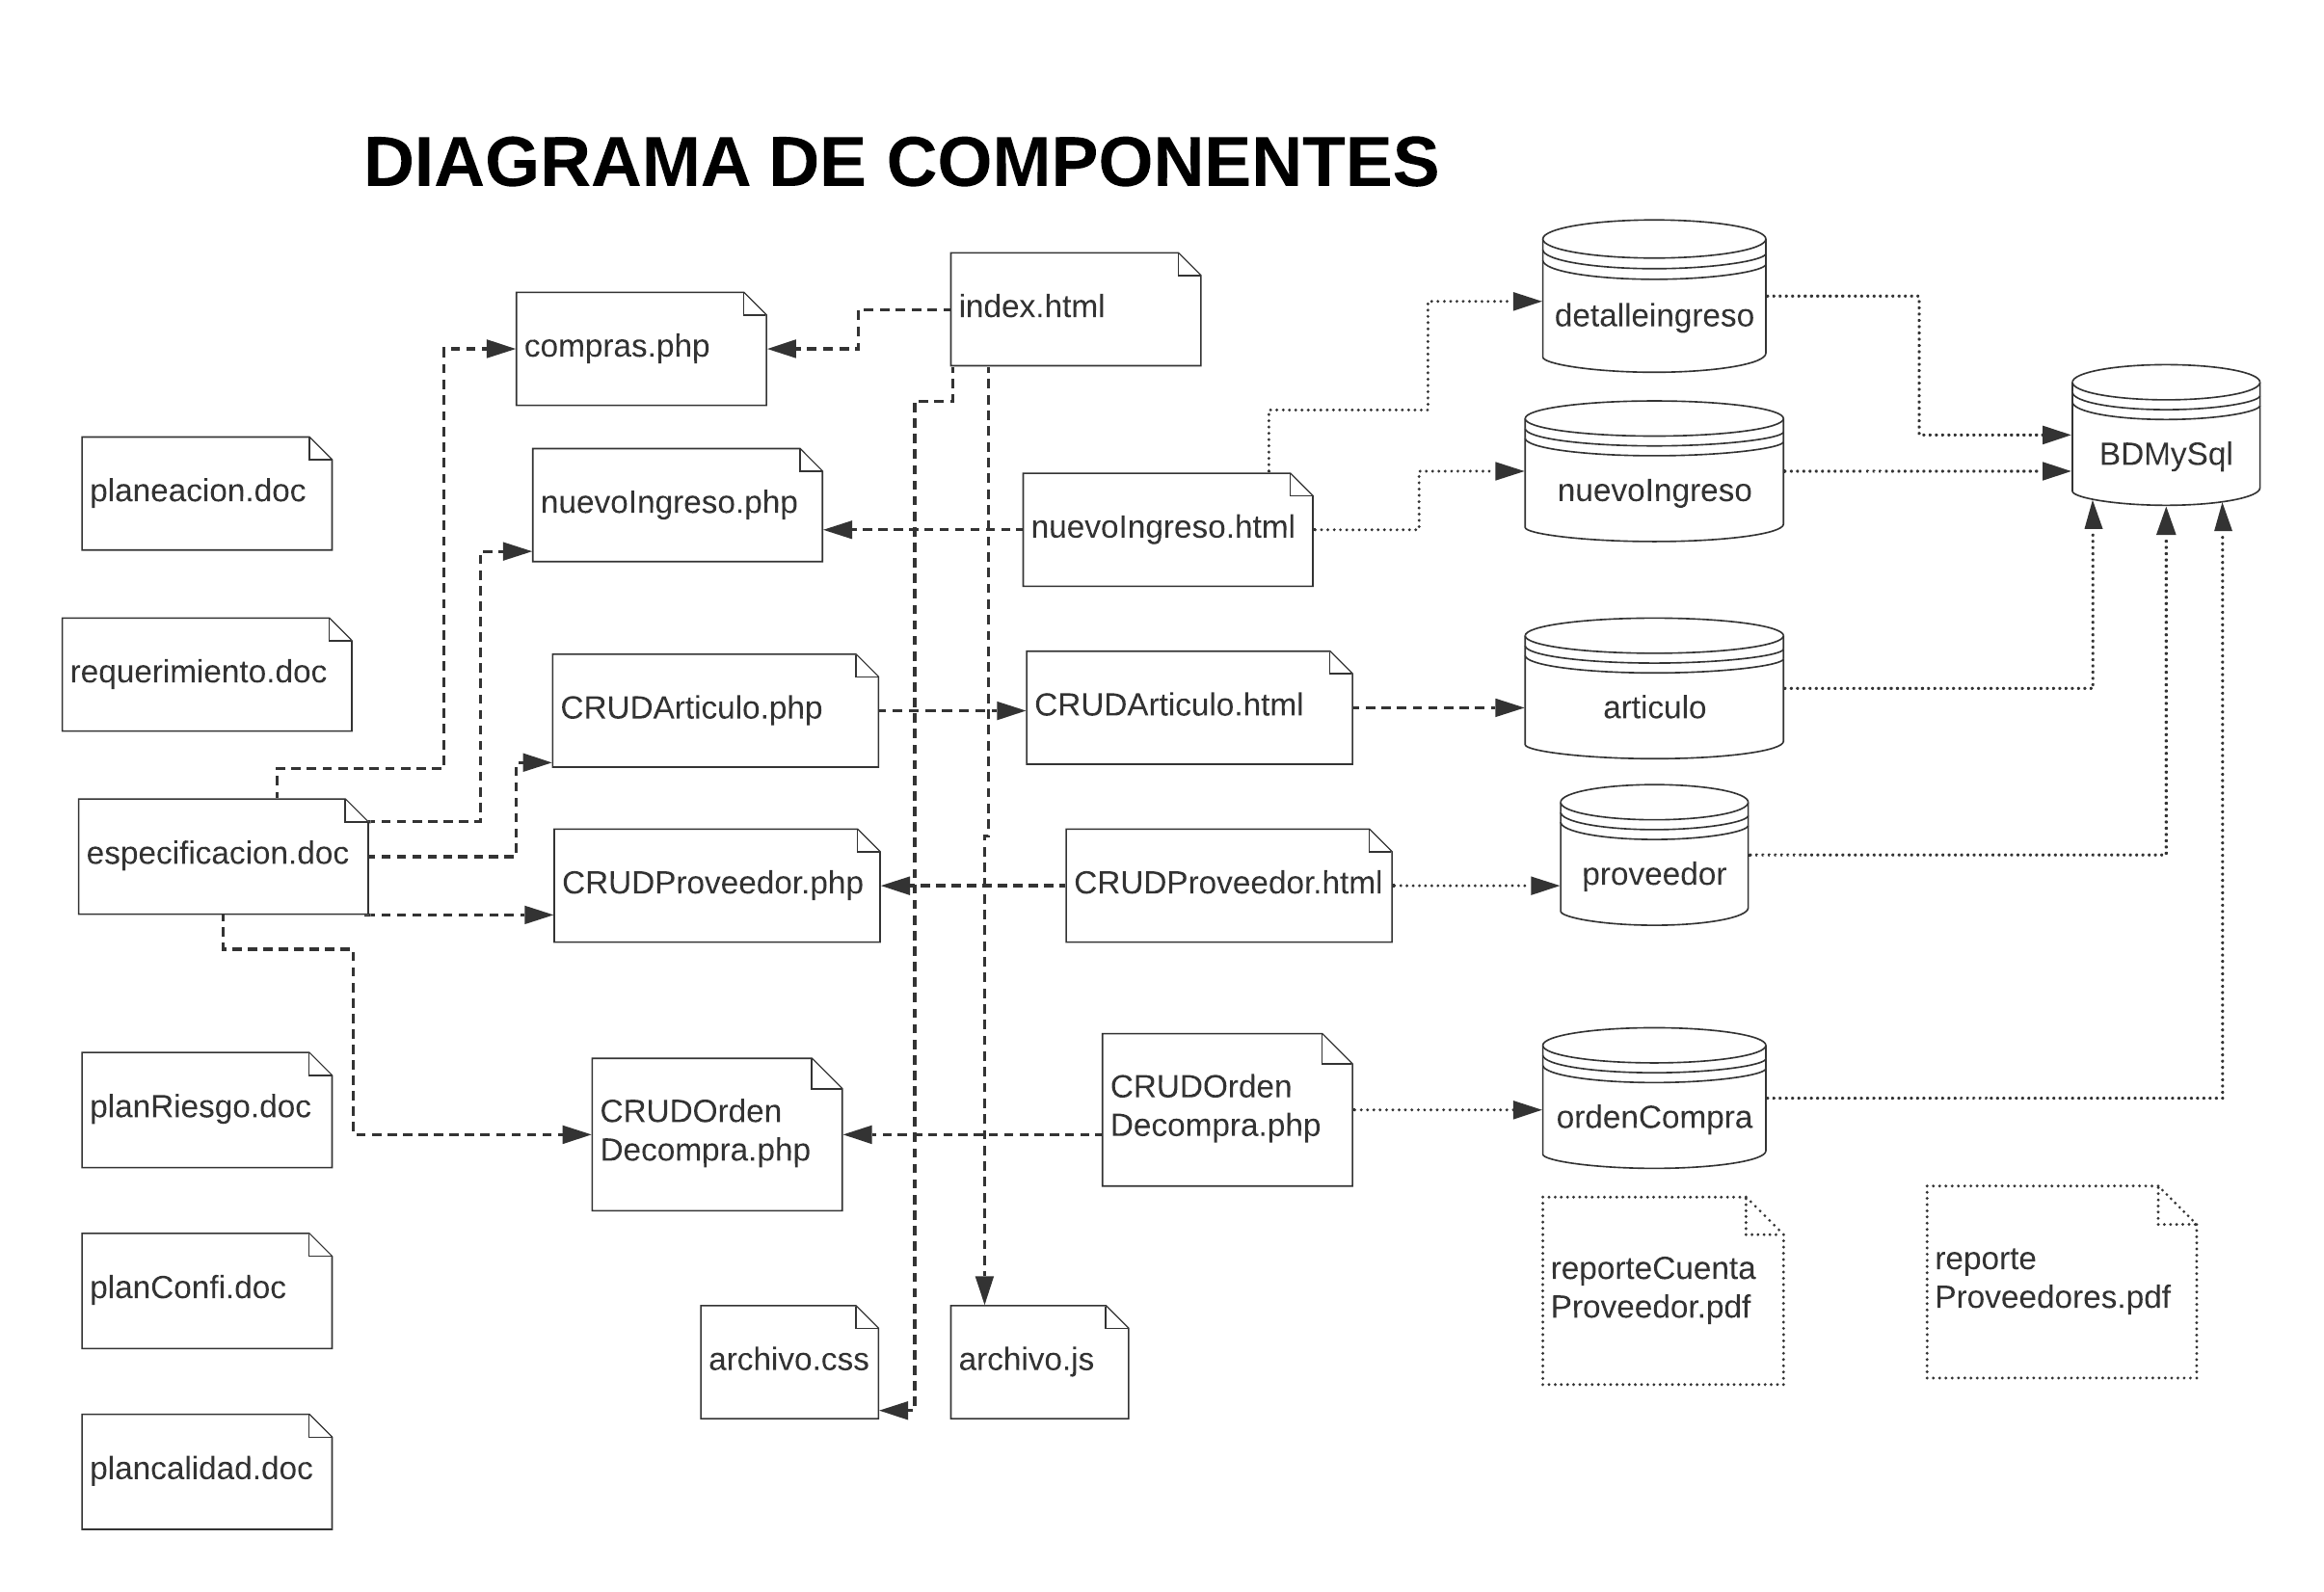 DIAGRAMA DE COMPONENTES
index.html
compras.php
detalleingreso
BDMySql
planeacion.doc
nuevoIngreso.php
nuevoIngreso.html
nuevoIngreso
requerimiento.doc
CRUDArticulo.php
CRUDArticulo.html
articulo
especificacion.doc
CRUDProveedor.php
CRUDProveedor.html
proveedor
planRiesgo.doc
CRUDOrden
Decompra.php
CRUDOrden
Decompra.php
ordenCompra
planConfi.doc
reporteCuenta
Proveedor.pdf
reporte
Proveedores.pdf
archivo.css
archivo.js
plancalidad.doc